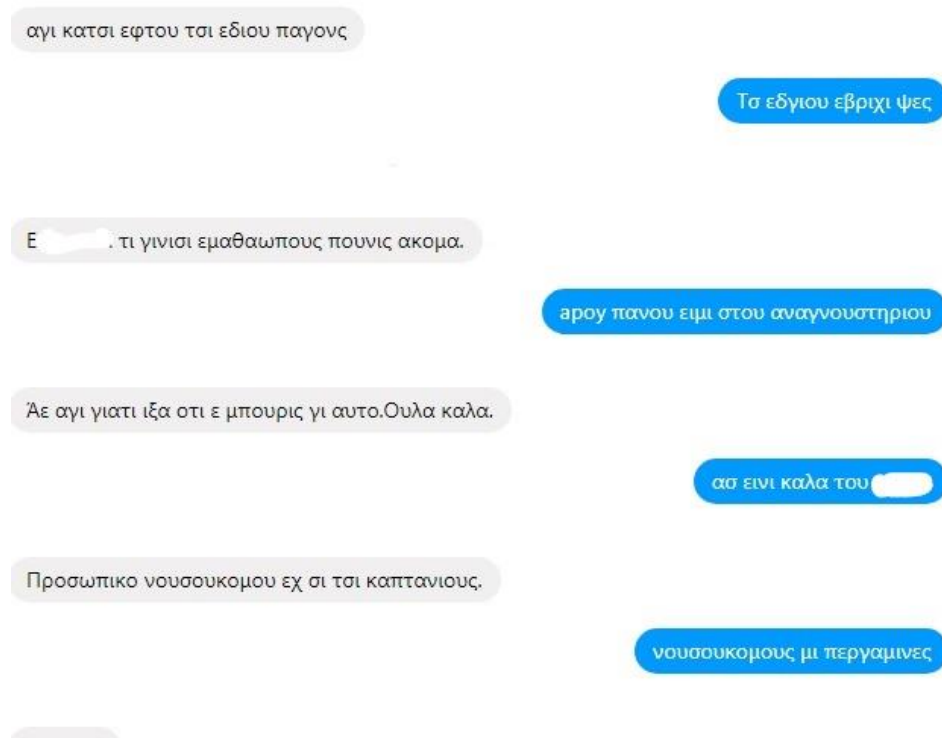 αγι κατσι εφτου τσι εδιου παγονς
Τσ εδγιου εβριχι ψες
Ε . τι γινισι εμαθαωπους πουνις ακομα.
apoy πανου ειμι στου αναγνουστηριου
Άε αγι γιατι ιξα οτι ε μπουρις γι αυτο.Ουλα καλα.
ασ εινι καλα του
Προσωπικο νουσουκομου εχ σι τσι καπτανιους.
νουσουκομους μι περγαμινες